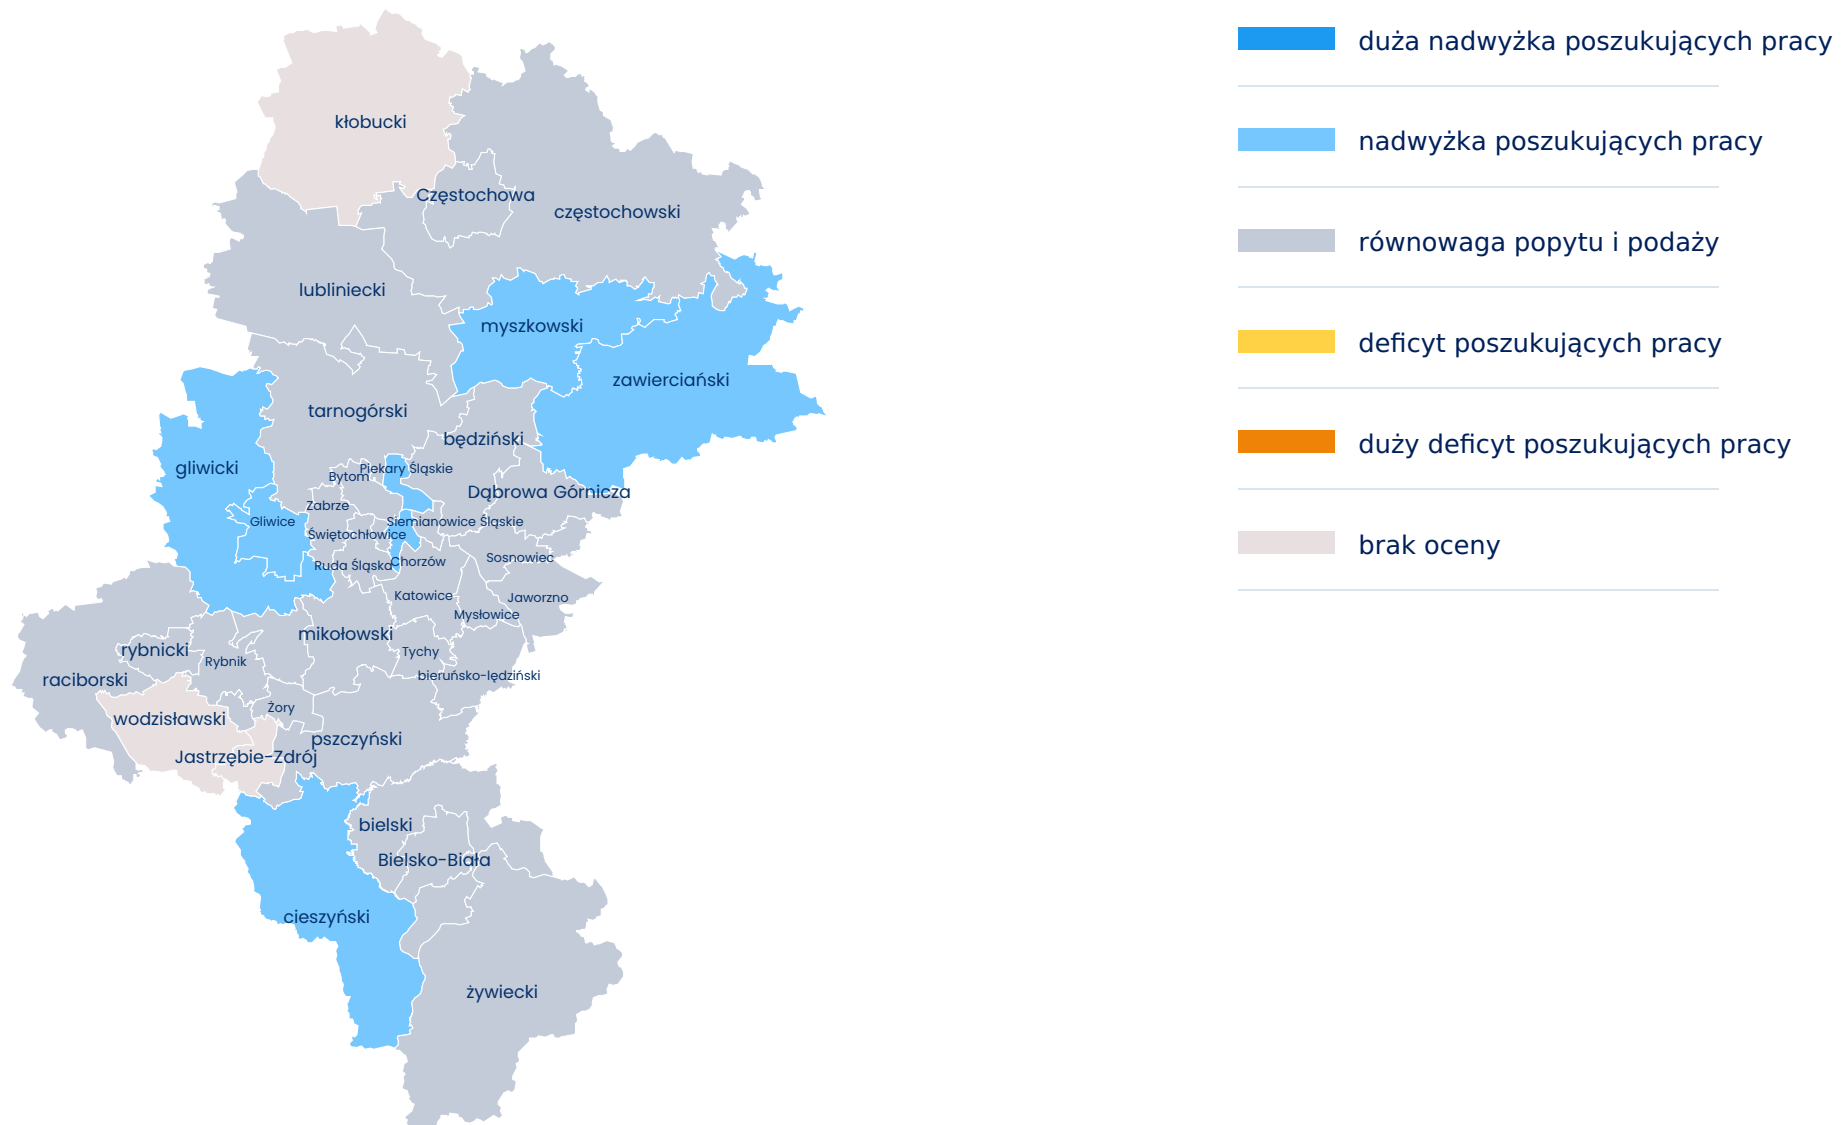 kłobucki
Częstochowa
częstochowski
lubliniecki
myszkowski
zawierciański
tarnogórski
będziński
gliwicki
Bytom
Piekary Śląskie
Dąbrowa Górnicza
Zabrze
Gliwice
Siemianowice Śląskie
Świętochłowice
Ruda Śląska
Chorzów
Sosnowiec
Katowice
Jaworzno
Mysłowice
mikołowski
rybnicki
Rybnik
Tychy
raciborski
bieruńsko-lędziński
wodzisławski
Żory
pszczyński
Jastrzębie-Zdrój
bielski
Bielsko-Biała
cieszyński
żywiecki
duża nadwyżka poszukujących pracy
nadwyżka poszukujących pracy
równowaga popytu i podaży
deficyt poszukujących pracy
duży deficyt poszukujących pracy
brak oceny